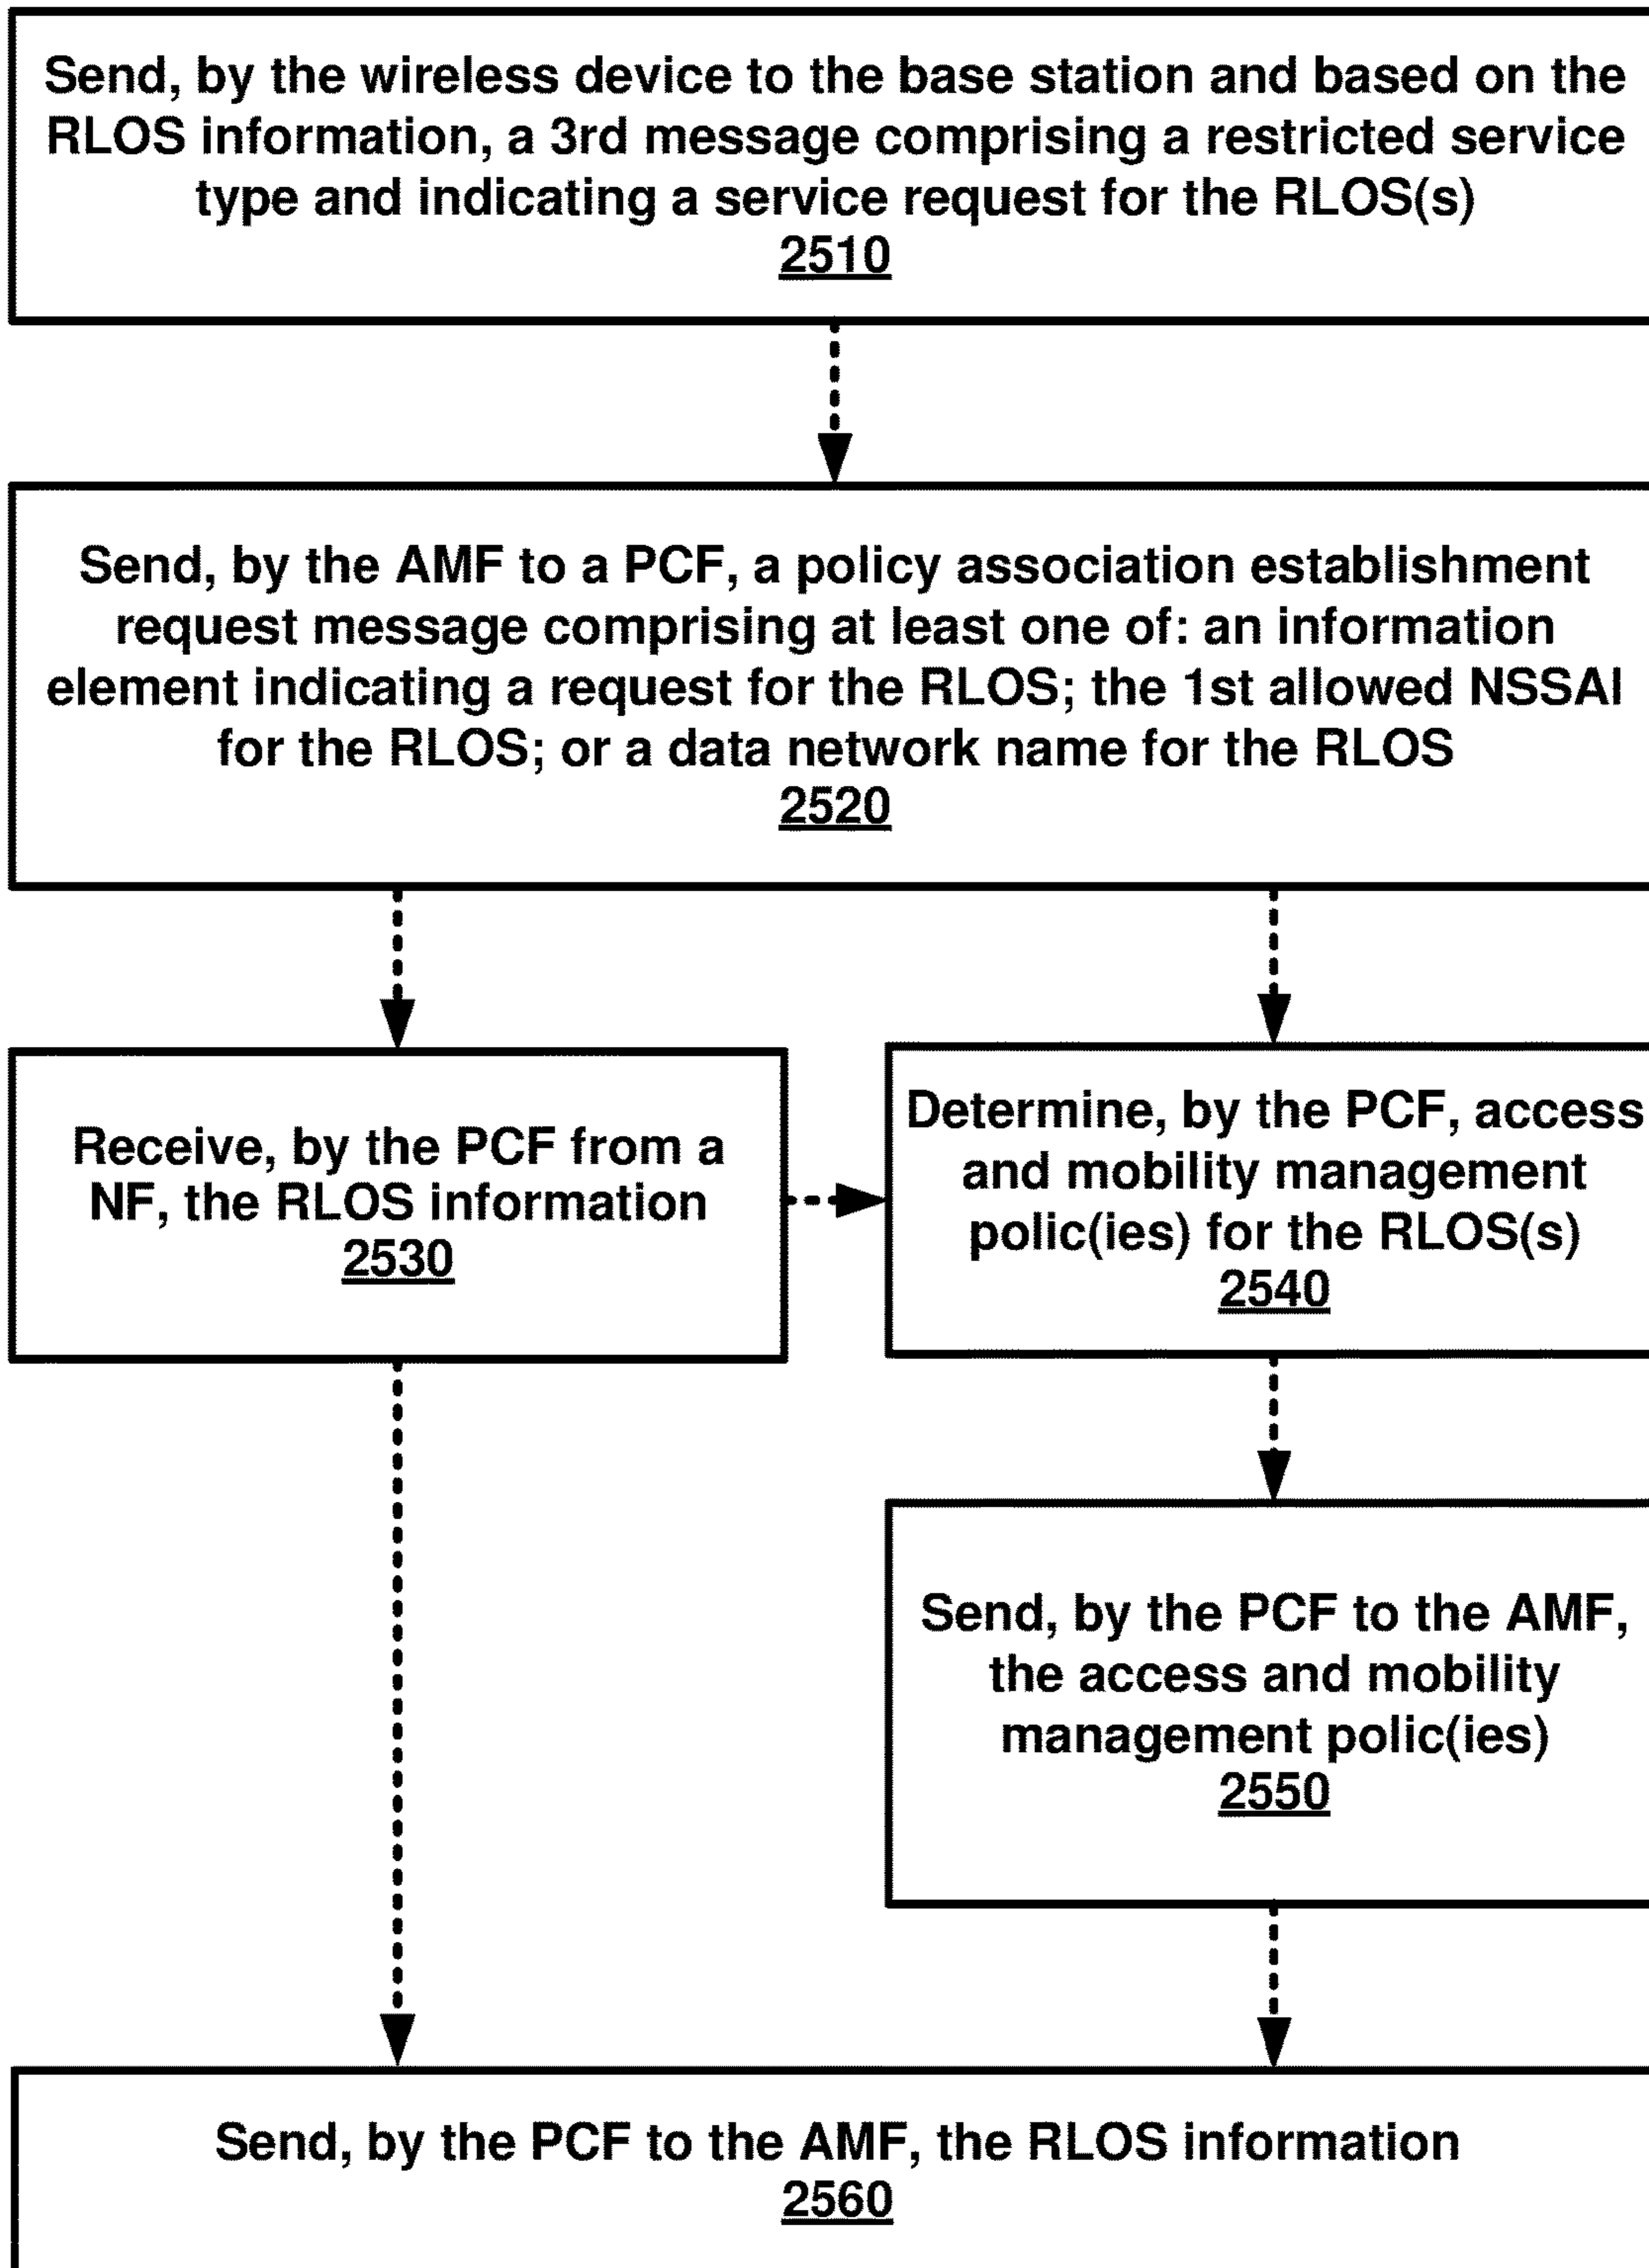 Send, by the wireless device to the base station and based on the
RLOS information, a 3rd message comprising a restricted service
type and indicating a service request for the RLOS(s)
2510
Send, by the AMF to a PCF, a policy association establishment
request message comprising at least one of: an information
element indicating a request for the RLOS; the 1st allowed NSSAI
for the RLOS; or a data network name for the RLOS
2520
Receive, by the PCF from a
NF, the RLOS information
2530
Determine, by the PCF, access
and mobility management
polic(ies) for the RLOS(s)
2540
Send, by the PCF to the AMF,
the access and mobility
management polic(ies)
2550
Send, by the PCF to the AMF, the RLOS information
2560